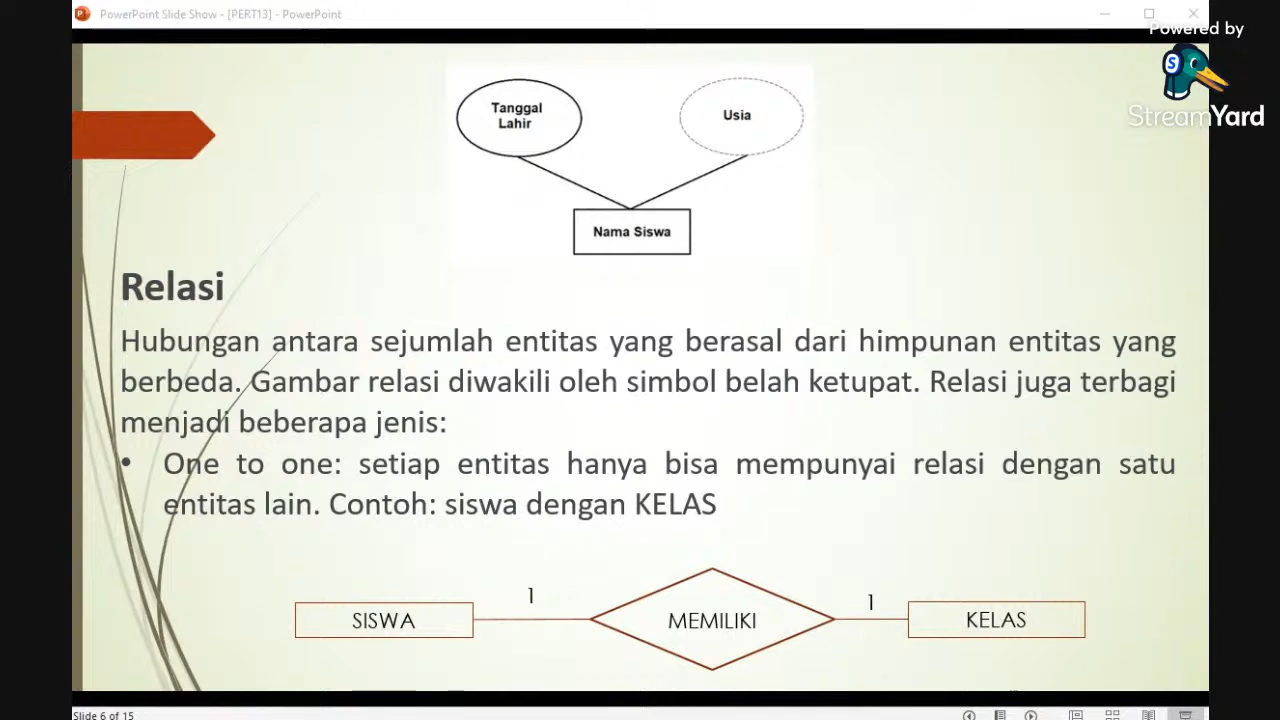 PowerPoint Slide Show - [PERT13] - PowerPoint
Powered by
StreamYard
Tanggal
Lahir
Usia
Nama Siswa
Relasi
Hubungan antara sejumlah entitas yang berasal dari himpunan entitas yang
berbeda. Gambar relasi diwakili oleh simbol belah ketupat. Relasi juga terbagi
menjadi beberapa jenis:
• One to one: setiap entitas hanya bisa mempunyai relasi dengan satu
entitas lain. Contoh: siswa dengan KELAS
SISWA
1
MEMILIKI
1
KELAS
Slide 6 of 15